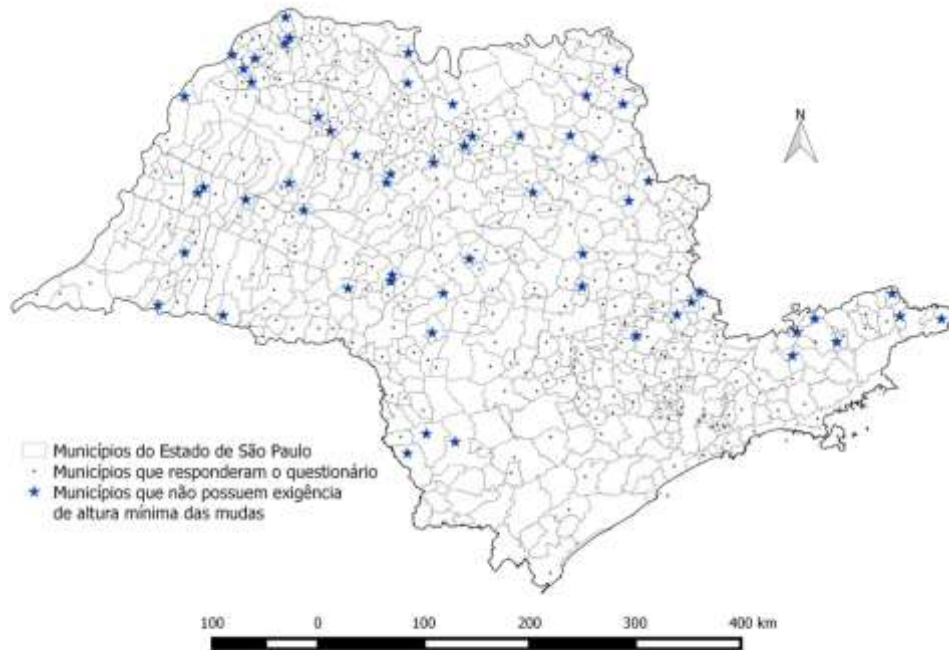 N
Municípios do Estado de São Paulo
Municípios que responderam o questionário
Municípios que não possuem exigência
de altura mínima das mudas
100 0 100 200 300 400 km